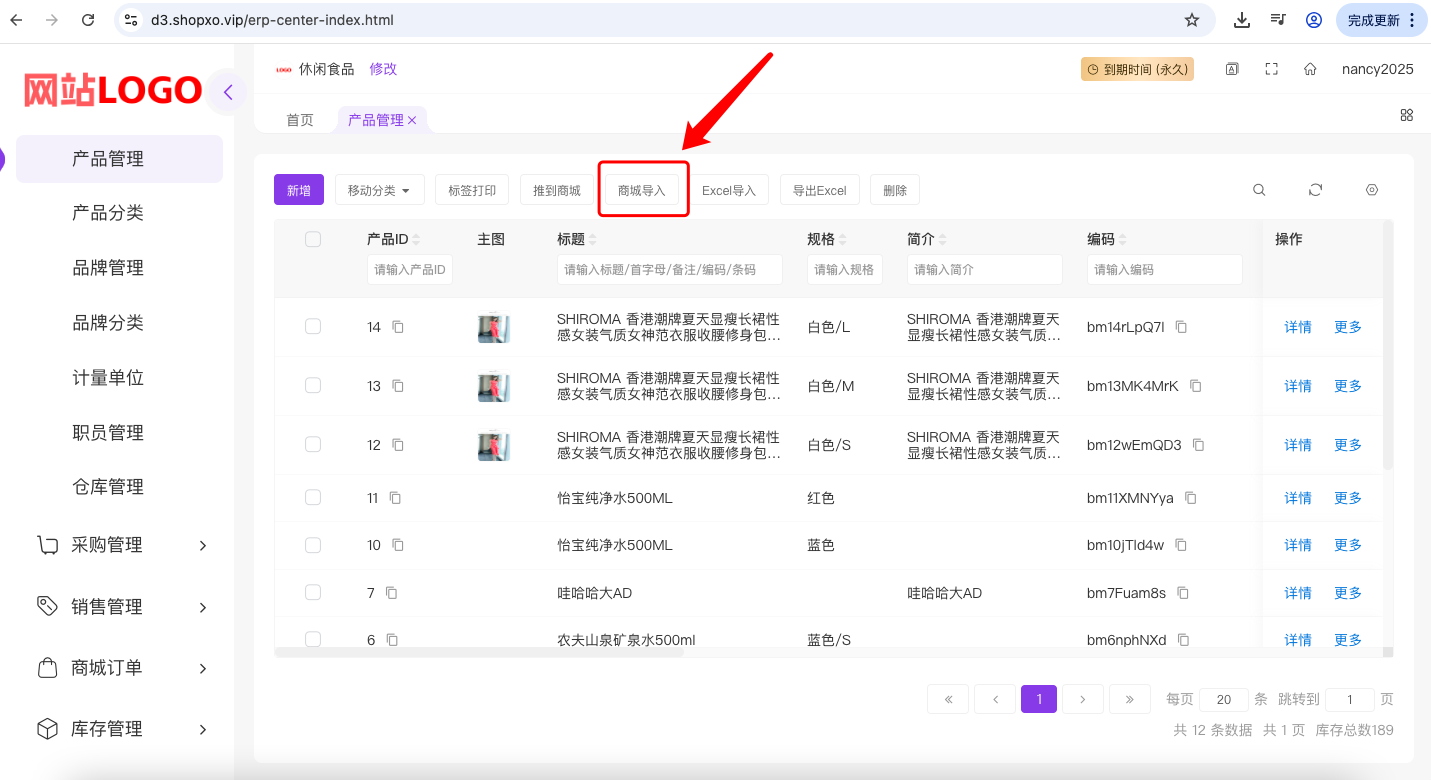 d3.shopxo.vip/erp-center-index.html
完成更新
网站LOGO
LOGO 休闲食品 修改
到期时间 (永久)
nancy2025
首页 产品管理
产品管理
产品分类
品牌管理
品牌分类
计量单位
职员管理
仓库管理
采购管理
销售管理
商城订单
库存管理
新增 移动分类 标签打印 推到商城 商城导入 Excel导入 导出Excel 删除
产品ID 主图 标题 规格 简介 编码 操作
请输入产品ID 请输入标题/首字母/备注/编码/条码 请输入规格 请输入简介 请输入编码
14 SHIROMA 香港潮牌夏天显瘦长裙性感女装气质女神范衣服收腰修身包... 白色/L SHIROMA 香港潮牌夏天显瘦长裙性感女装气质... bm14rLpQ7l 详情 更多
13 SHIROMA 香港潮牌夏天显瘦长裙性感女装气质女神范衣服收腰修身包... 白色/M SHIROMA 香港潮牌夏天显瘦长裙性感女装气质... bm13MK4MrK 详情 更多
12 SHIROMA 香港潮牌夏天显瘦长裙性感女装气质女神范衣服收腰修身包... 白色/S SHIROMA 香港潮牌夏天显瘦长裙性感女装气质... bm12wEmQD3 详情 更多
11 怡宝纯净水500ML 红色 bm11XMNYya 详情 更多
10 怡宝纯净水500ML 蓝色 bm10jTId4w 详情 更多
7 哇哈哈大AD 哇哈哈大AD bm7Fuam8s 详情 更多
6 农夫山泉矿泉水500ml 蓝色/S bm6nphNXd 详情 更多
« ‹ 1 › » 每页 20 条 跳转到 1 页
共 12 条数据 共 1 页 库存总数189